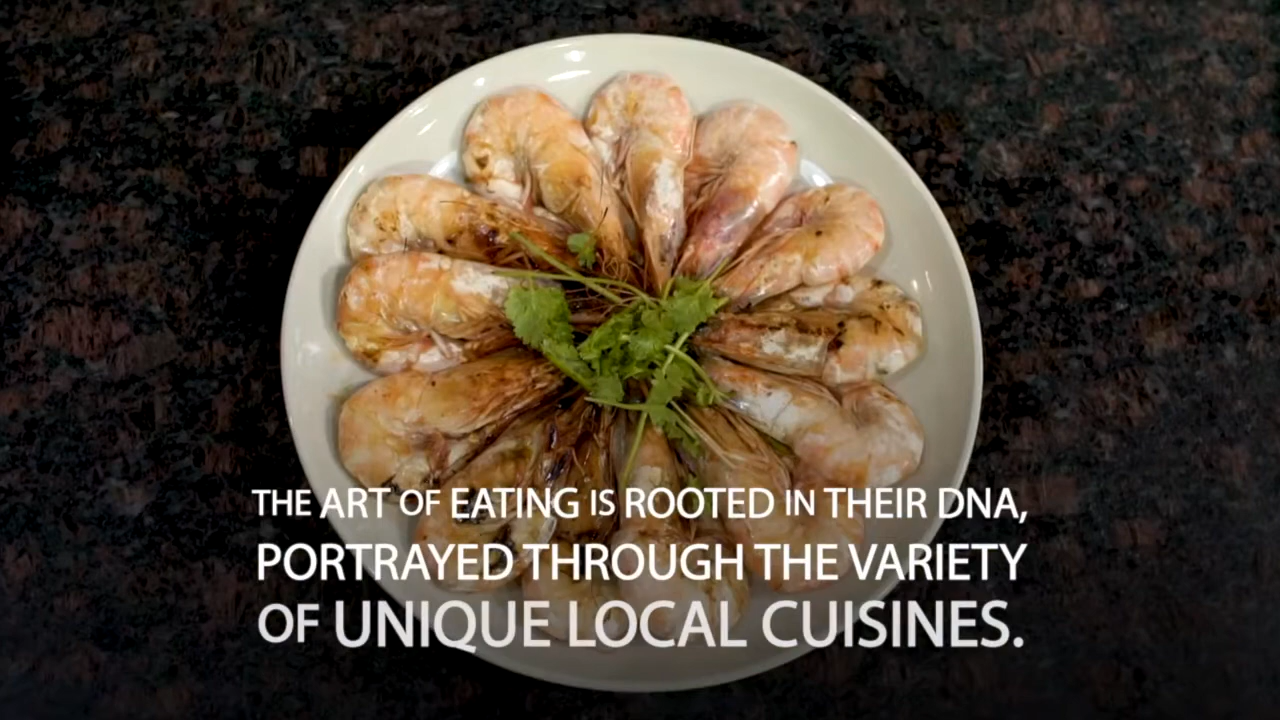 THE ART OF EATING IS ROOTED IN THEIR DNA,
PORTRAYED THROUGH THE VARIETY
OF UNIQUE LOCAL CUISINES.